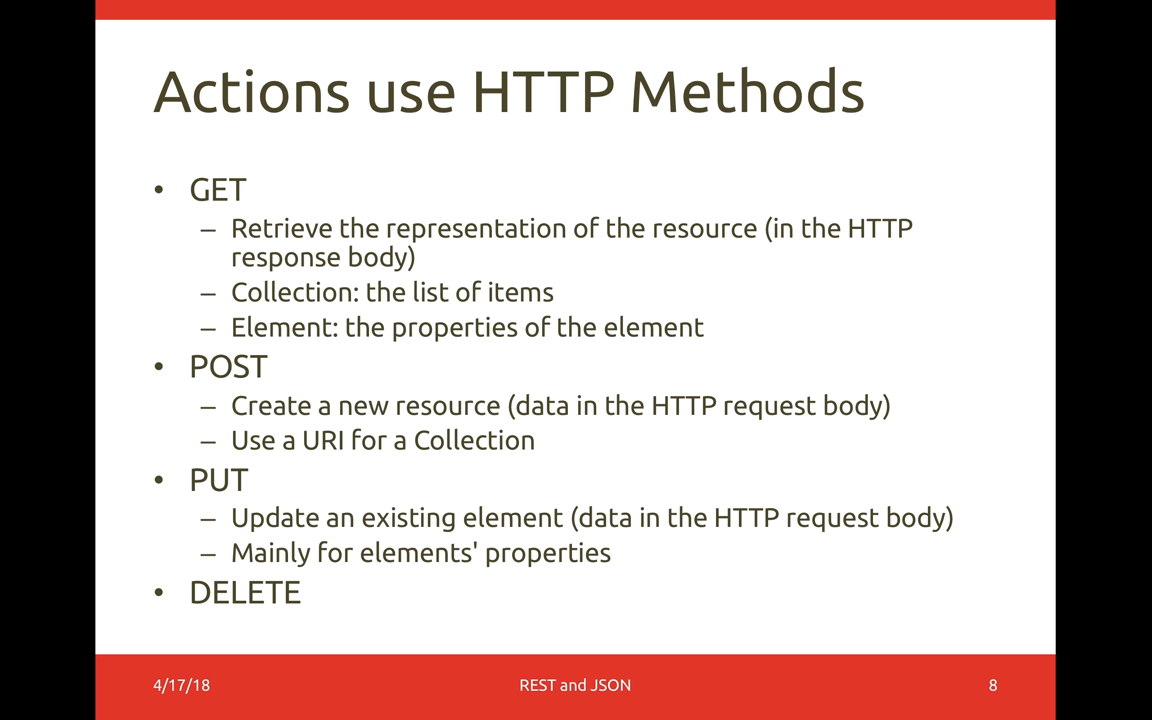 Actions use HTTP Methods
• GET
– Retrieve the representation of the resource (in the HTTP
response body)
– Collection: the list of items
– Element: the properties of the element
• POST
– Create a new resource (data in the HTTP request body)
– Use a URI for a Collection
• PUT
– Update an existing element (data in the HTTP request body)
– Mainly for elements' properties
• DELETE
4/17/18 REST and JSON 8